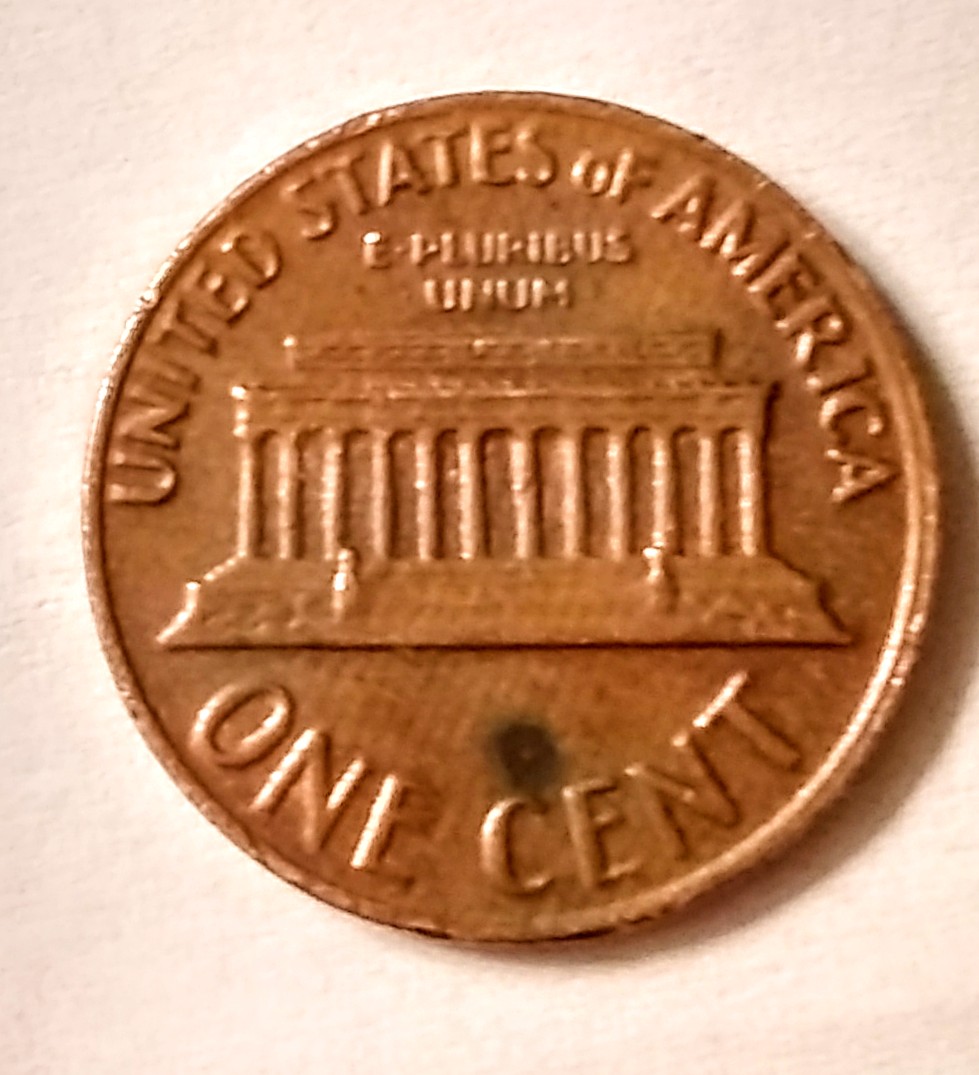 UNITED STATES OF AMERICA
E·PLURIBUS
UNUM
ONE CENT